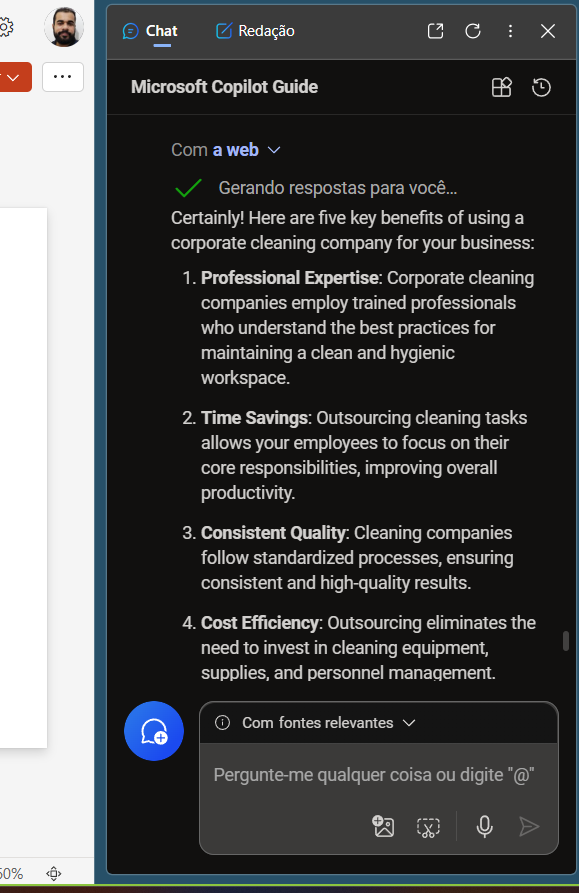 Chat
Redação
Microsoft Copilot Guide
Com a web
Gerando respostas para você...
Certainly! Here are five key benefits of using a
corporate cleaning company for your business:
1. Professional Expertise: Corporate cleaning
companies employ trained professionals
who understand the best practices for
maintaining a clean and hygienic
workspace.
2. Time Savings: Outsourcing cleaning tasks
allows your employees to focus on their
core responsibilities, improving overall
productivity.
3. Consistent Quality: Cleaning companies
follow standardized processes, ensuring
consistent and high-quality results.
4. Cost Efficiency: Outsourcing eliminates the
need to invest in cleaning equipment,
supplies, and personnel management.
Com fontes relevantes
Pergunte-me qualquer coisa ou digite "@"